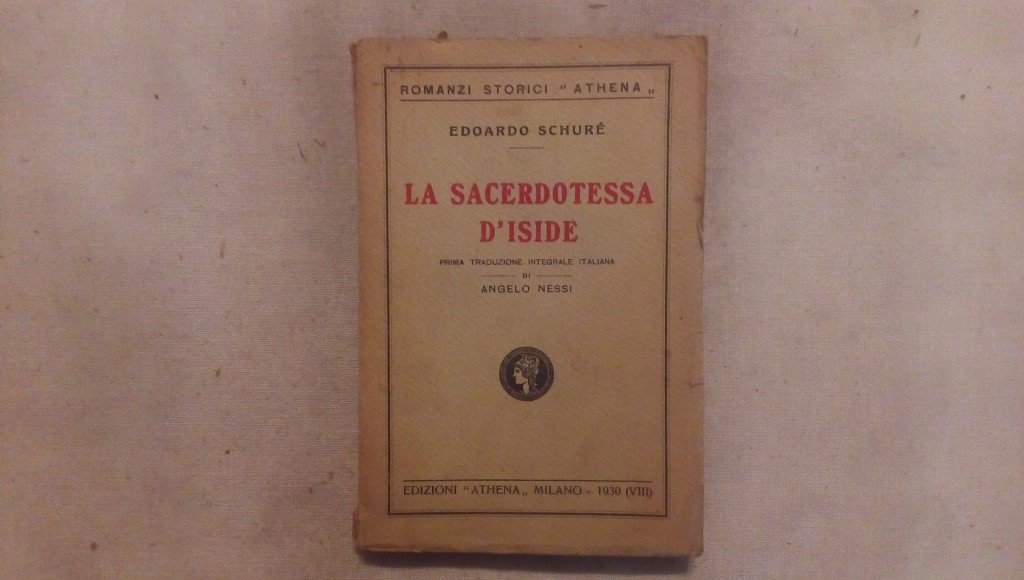 ROMANZI STORICI "ATHENA„
EDOARDO SCHURÉ
LA SACERDOTESSA
D'ISIDE
PRIMA TRADUZIONE INTEGRALE ITALIANA
DI
ANGELO NESSI
EDIZIONI "ATHENA„ MILANO - 1930 (VIII)